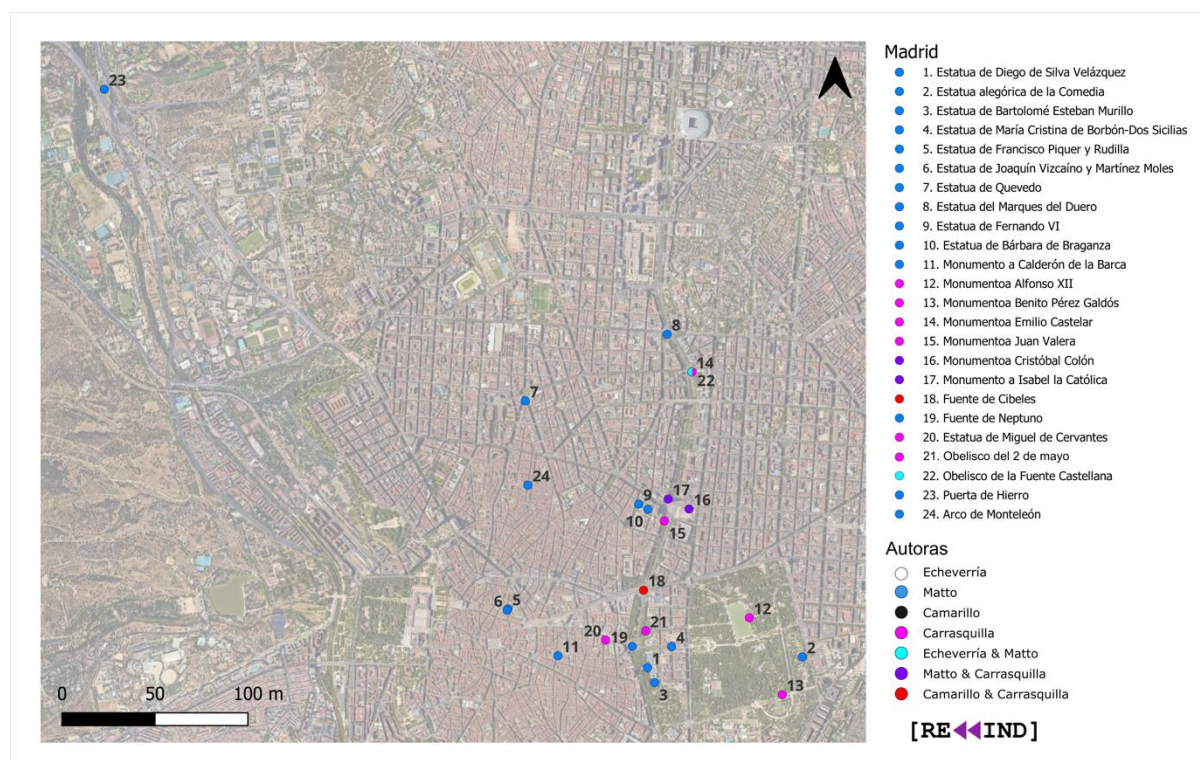 23
8
14
22
7
24
9
10
17
16
15
18
6
5
20
19
21
4
12
11
1
2
3
13
0 50 100 m
Madrid
1. Estatua de Diego de Silva Velázquez
2. Estatua alegórica de la Comedia
3. Estatua de Bartolomé Esteban Murillo
4. Estatua de María Cristina de Borbón-Dos Sicilias
5. Estatua de Francisco Piquer y Rudilla
6. Estatua de Joaquín Vizcaíno y Martínez Moles
7. Estatua de Quevedo
8. Estatua del Marques del Duero
9. Estatua de Fernando VI
10. Estatua de Bárbara de Braganza
11. Monumento a Calderón de la Barca
12. Monumentoa Alfonso XII
13. Monumentoa Benito Pérez Galdós
14. Monumentoa Emilio Castelar
15. Monumentoa Juan Valera
16. Monumentoa Cristóbal Colón
17. Monumento a Isabel la Católica
18. Fuente de Cibeles
19. Fuente de Neptuno
20. Estatua de Miguel de Cervantes
21. Obelisco del 2 de mayo
22. Obelisco de la Fuente Castellana
23. Puerta de Hierro
24. Arco de Monteleón
Autoras
Echeverría
Matto
Camarillo
Carrasquilla
Echeverría & Matto
Matto & Carrasquilla
Camarillo & Carrasquilla
[RE IND]